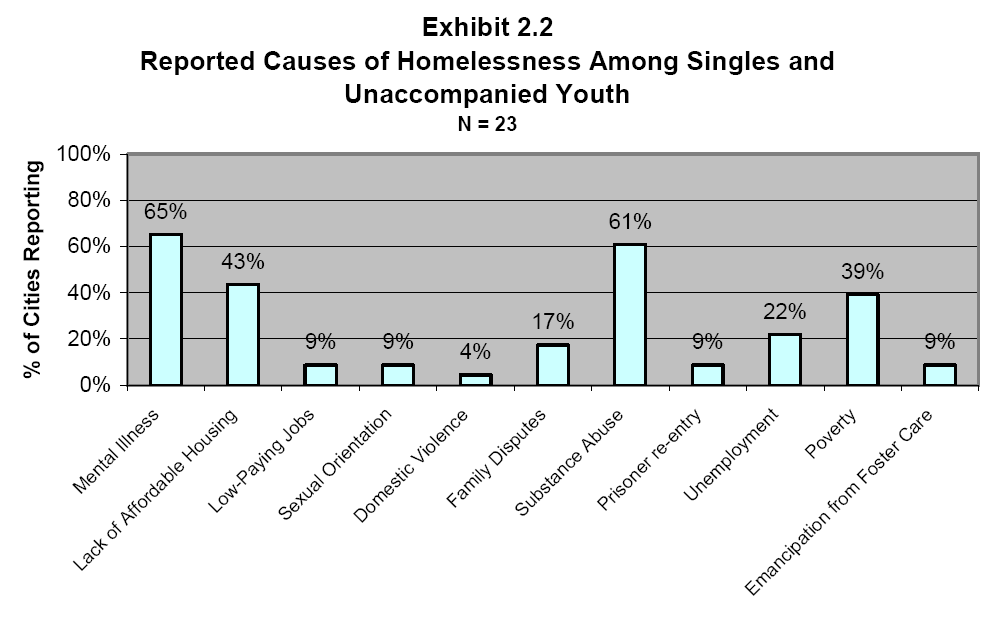 Exhibit 2.2
Reported Causes of Homelessness Among Singles and
Unaccompanied Youth
N = 23
% of Cities Reporting
100%
80%
60%
40%
20%
0%
65%
43%
9%
9%
4%
17%
61%
9%
22%
39%
9%
Mental Illness
Lack of Affordable Housing
Low-Paying Jobs
Sexual Orientation
Domestic Violence
Family Disputes
Substance Abuse
Prisoner re-entry
Unemployment
Poverty
Emancipation from Foster Care